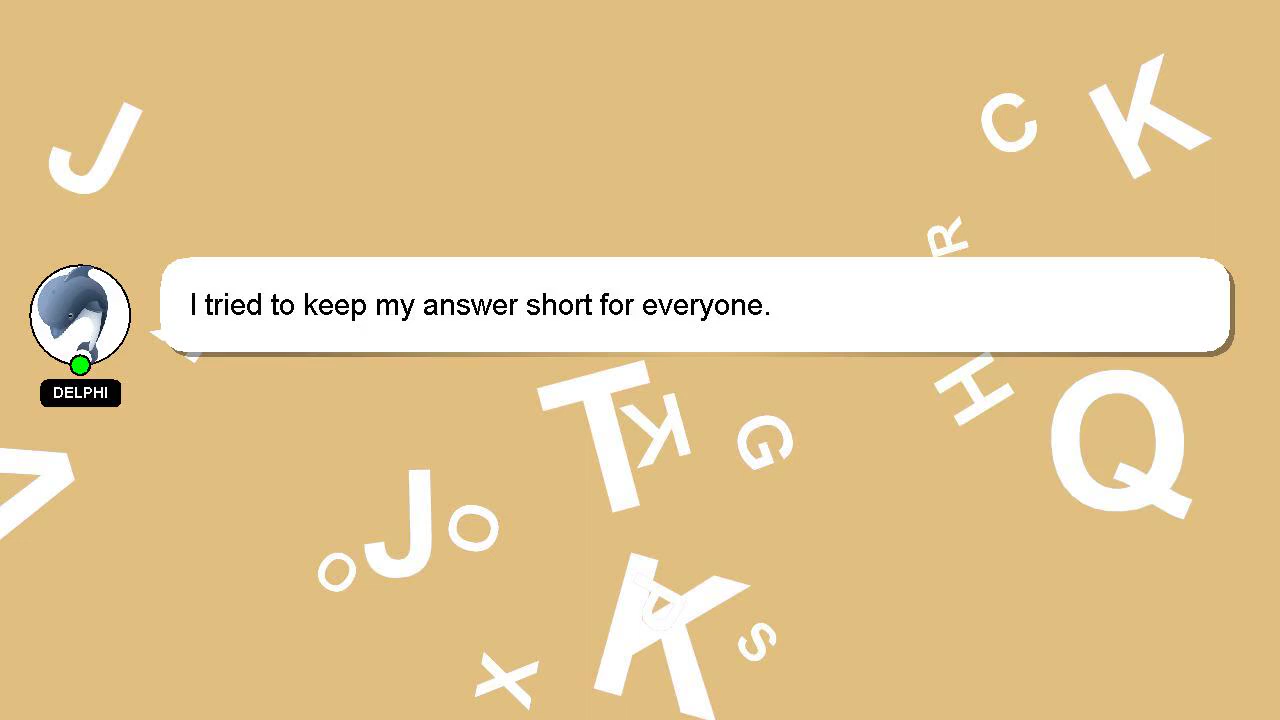 J
C
K
R
I tried to keep my answer short for everyone.
DELPHI
H
T
K
G
Q
J
O
O
K
P
S
X